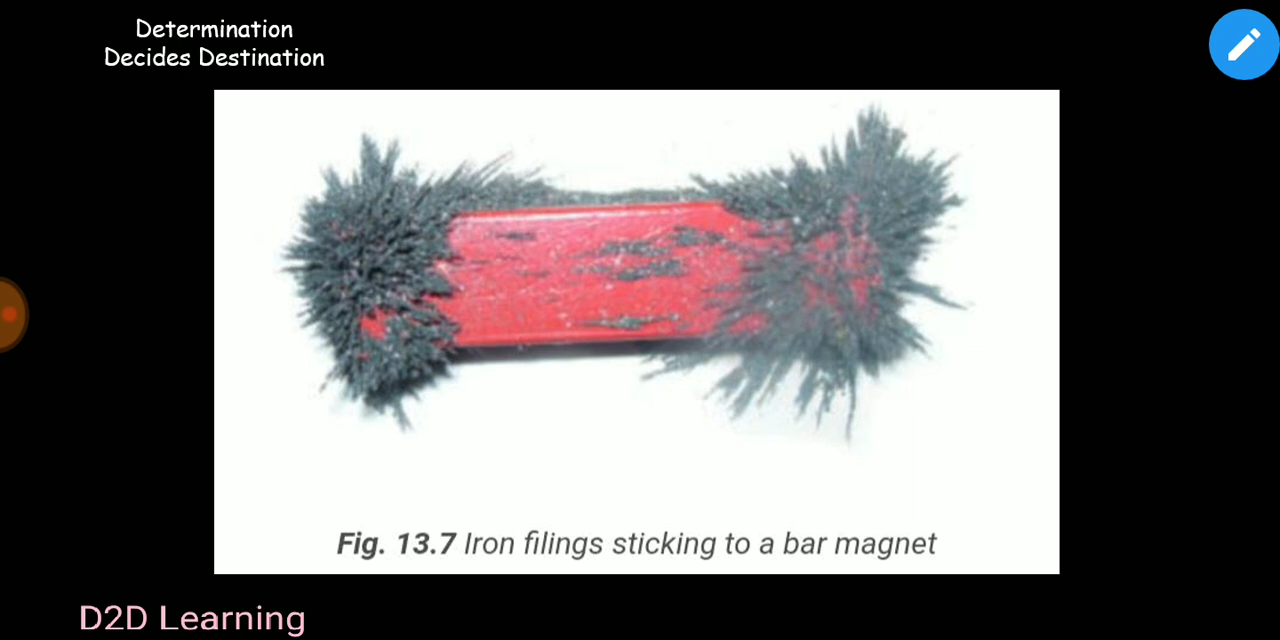 Determination
Decides Destination
Fig. 13.7 Iron filings sticking to a bar magnet
D2D Learning